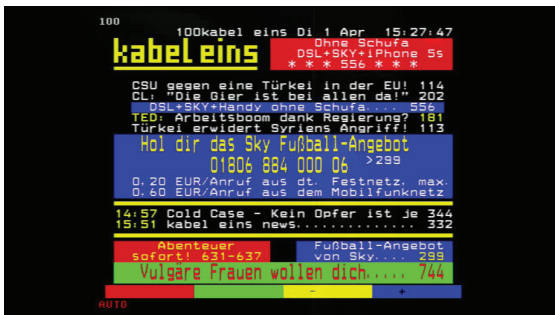 100
100kabel eins Di 1 Apr 15:27:47
kabel eins
Ohne Schufa
DSL+SKY+iPhone 5s
* * * 556 * * *
CSU gegen eine Türkei in der EU! 114
CL: "Die Gier ist bei allen da!" 202
DSL+SKY+Handy ohne Schufa.... 556
TED: Arbeitsboom dank Regierung? 181
Türkei erwidert Syriens Angriff! 113
Hol dir das Sky Fußball-Angebot
01806 884 000 06 >299
0,20 EUR/Anruf aus dt. Festnetz, max.
0,60 EUR/Anruf aus dem Mobilfunknetz
14:57 Cold Case - Kein Opfer ist je 344
15:51 kabel eins news.............. 332
Abenteuer
sofort! 631-637
Fußball-Angebot
von Sky.... 299
Vulgäre Frauen wollen dich..... 744
- +
AUTO